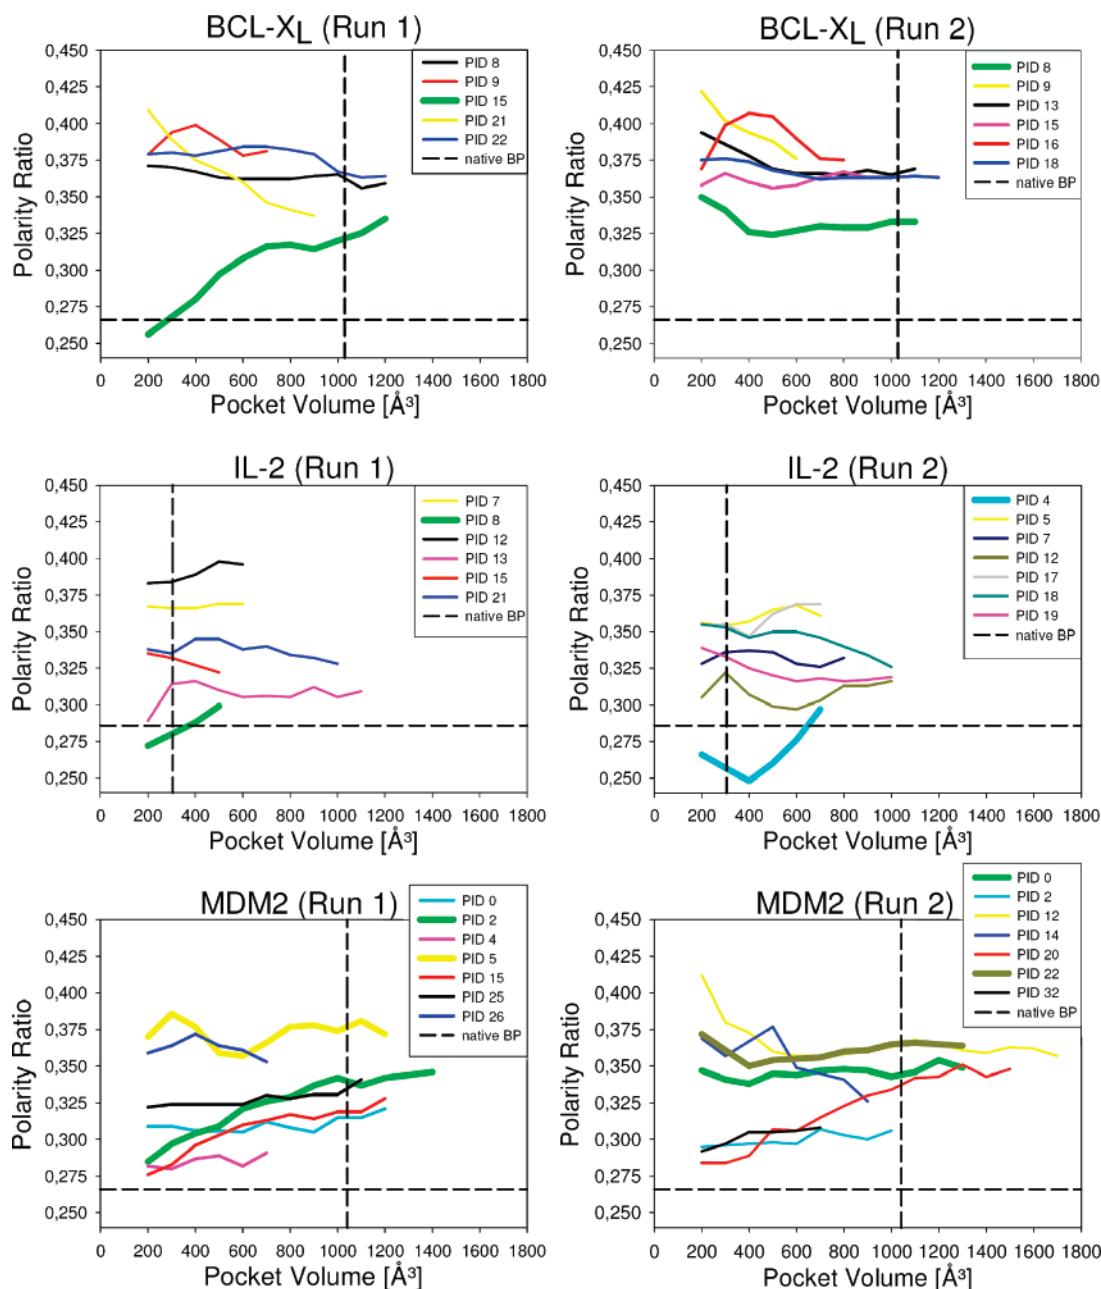 BCL-XL (Run 1)
Polarity Ratio
0,450
0,425
0,400
0,375
0,350
0,325
0,300
0,275
0,250
0 200 400 600 800 1000 1200 1400 1600 1800
Pocket Volume [Å³]
PID 8
PID 9
PID 15
PID 21
PID 22
native BP
BCL-XL (Run 2)
Polarity Ratio
0,450
0,425
0,400
0,375
0,350
0,325
0,300
0,275
0,250
0 200 400 600 800 1000 1200 1400 1600 1800
Pocket Volume [Å³]
PID 8
PID 9
PID 13
PID 15
PID 16
PID 18
native BP
IL-2 (Run 1)
Polarity Ratio
0,450
0,425
0,400
0,375
0,350
0,325
0,300
0,275
0,250
0 200 400 600 800 1000 1200 1400 1600 1800
Pocket Volume [Å³]
PID 7
PID 8
PID 12
PID 13
PID 15
PID 21
native BP
IL-2 (Run 2)
Polarity Ratio
0,450
0,425
0,400
0,375
0,350
0,325
0,300
0,275
0,250
0 200 400 600 800 1000 1200 1400 1600 1800
Pocket Volume [Å³]
PID 4
PID 5
PID 7
PID 12
PID 17
PID 18
PID 19
native BP
MDM2 (Run 1)
Polarity Ratio
0,450
0,425
0,400
0,375
0,350
0,325
0,300
0,275
0,250
0 200 400 600 800 1000 1200 1400 1600 1800
Pocket Volume [Å³]
PID 0
PID 2
PID 4
PID 5
PID 15
PID 25
PID 26
native BP
MDM2 (Run 2)
Polarity Ratio
0,450
0,425
0,400
0,375
0,350
0,325
0,300
0,275
0,250
0 200 400 600 800 1000 1200 1400 1600 1800
Pocket Volume [Å³]
PID 0
PID 2
PID 12
PID 14
PID 20
PID 22
PID 32
native BP